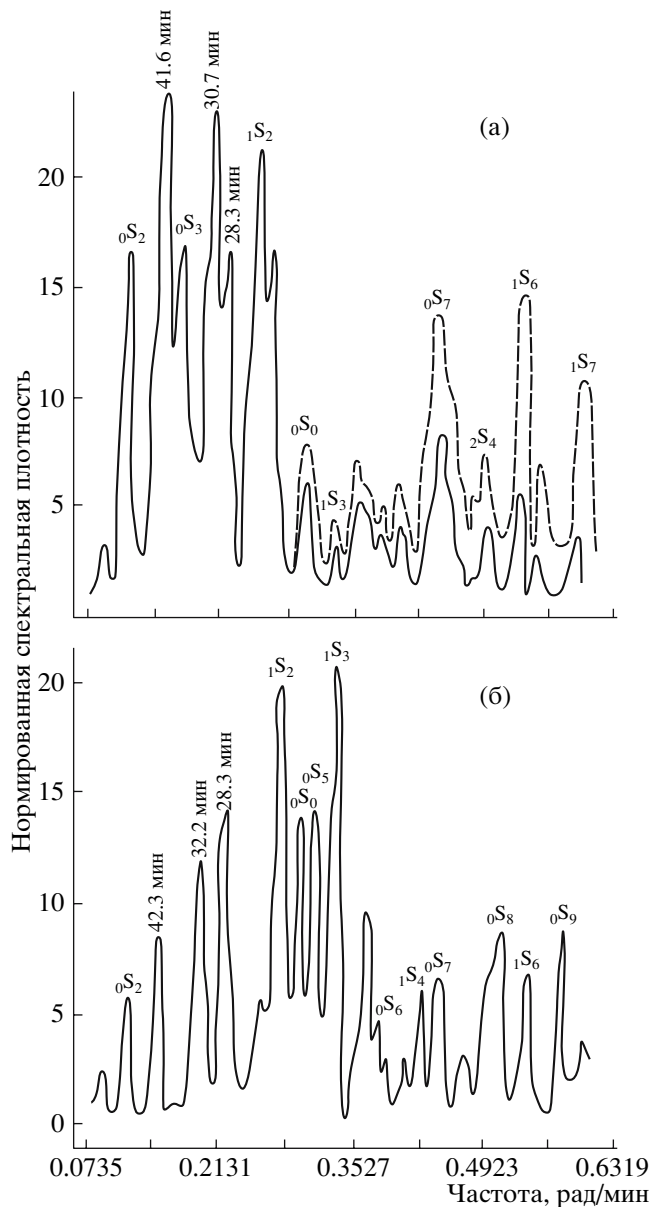 Нормированная спектральная плотность
(а)
20
15
10
5
₀S₂
41.6 мин
₀S₃
30.7 мин
28.3 мин
₁S₂
₀S₀
₁S₃
₀S₇
₂S₄
₁S₆
₁S₇
(б)
20
15
10
5
0
₀S₂
42.3 мин
32.2 мин
28.3 мин
₁S₂
₀S₀
₀S₅
₁S₃
₀S₆
₁S₄
₀S₇
₀S₈
₁S₆
₀S₉
0.0735 0.2131 0.3527 0.4923 0.6319
Частота, рад/мин